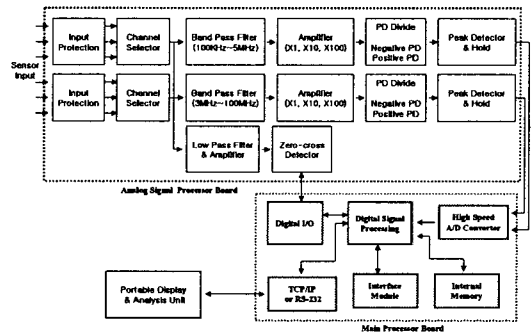 Sensor
Input
Input
Protection
Channel
Selector
Band Pass Filter
(100KHz~5MHz)
Amplifier
(X1, X10, X100)
PD Divide
Negative PD
Positive PD
Peak Detector
& Hold
Input
Protection
Channel
Selector
Band Pass Filter
(3MHz~100MHz)
Amplifier
(X1, X10, X100)
PD Divide
Negative PD
Positive PD
Peak Detector
& Hold
Low Pass Filter
& Amplifier
Zero-cross
Detector
Analog Signal Processor Board
Digital I/O
Digital Signal
Processing
High Speed
A/D Converter
Portable Display
& Analysis Unit
TCP/IP
or RS-232
Interface
Module
Internal
Memory
Main Processor Board